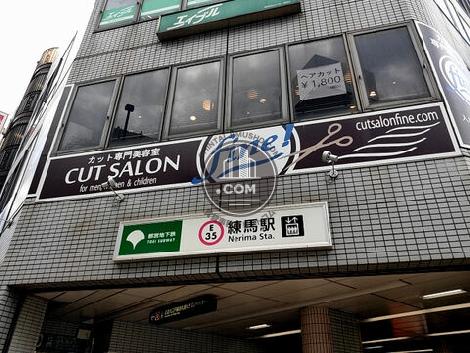 エイブル
ヘアカット
¥1,800
カット専門美容室
CUT SALON
for men, women & children
fine!
cutsalonfine.com
.COM
都営地下鉄
TOEI SUBWAY
E
35
練馬駅
Nerima Sta.